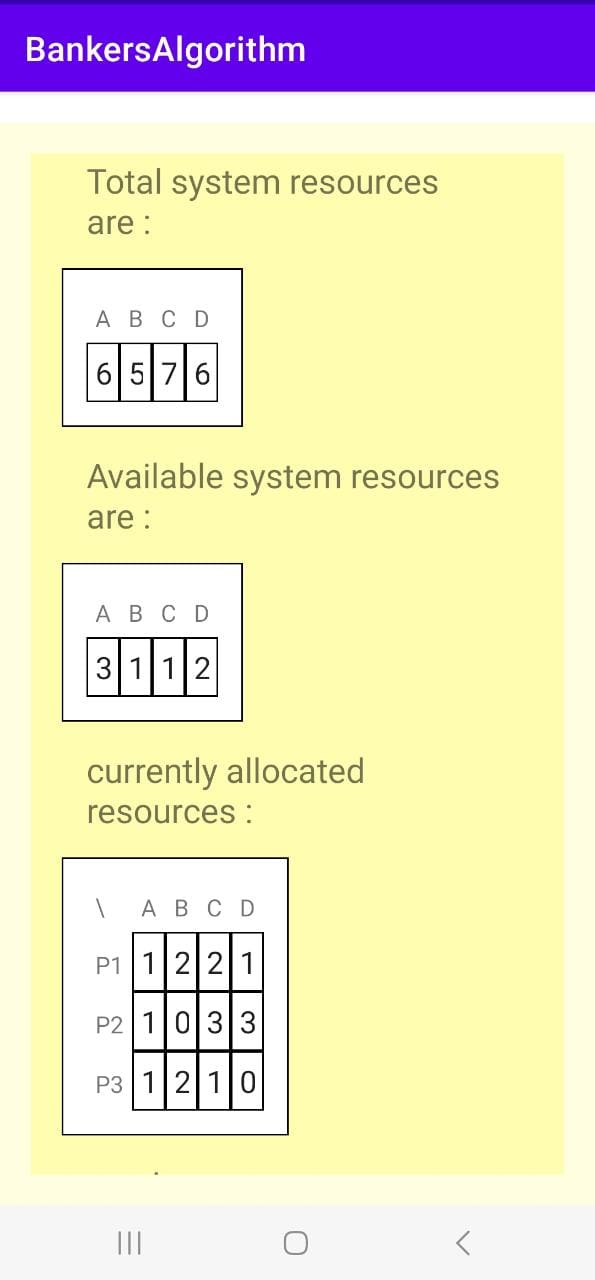 BankersAlgorithm
Total system resources
are :
A B C D
6 5 7 6
Available system resources
are :
A B C D
3 1 1 2
currently allocated
resources :
\ A B C D
P1 1 2 2 1
P2 1 0 3 3
P3 1 2 1 0